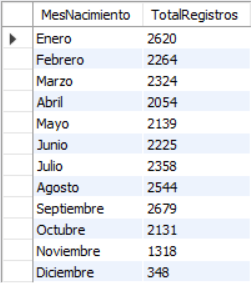 MesNacimiento TotalRegistros
Enero 2620
Febrero 2264
Marzo 2324
Abril 2054
Mayo 2139
Junio 2225
Julio 2358
Agosto 2544
Septiembre 2679
Octubre 2131
Noviembre 1318
Diciembre 348